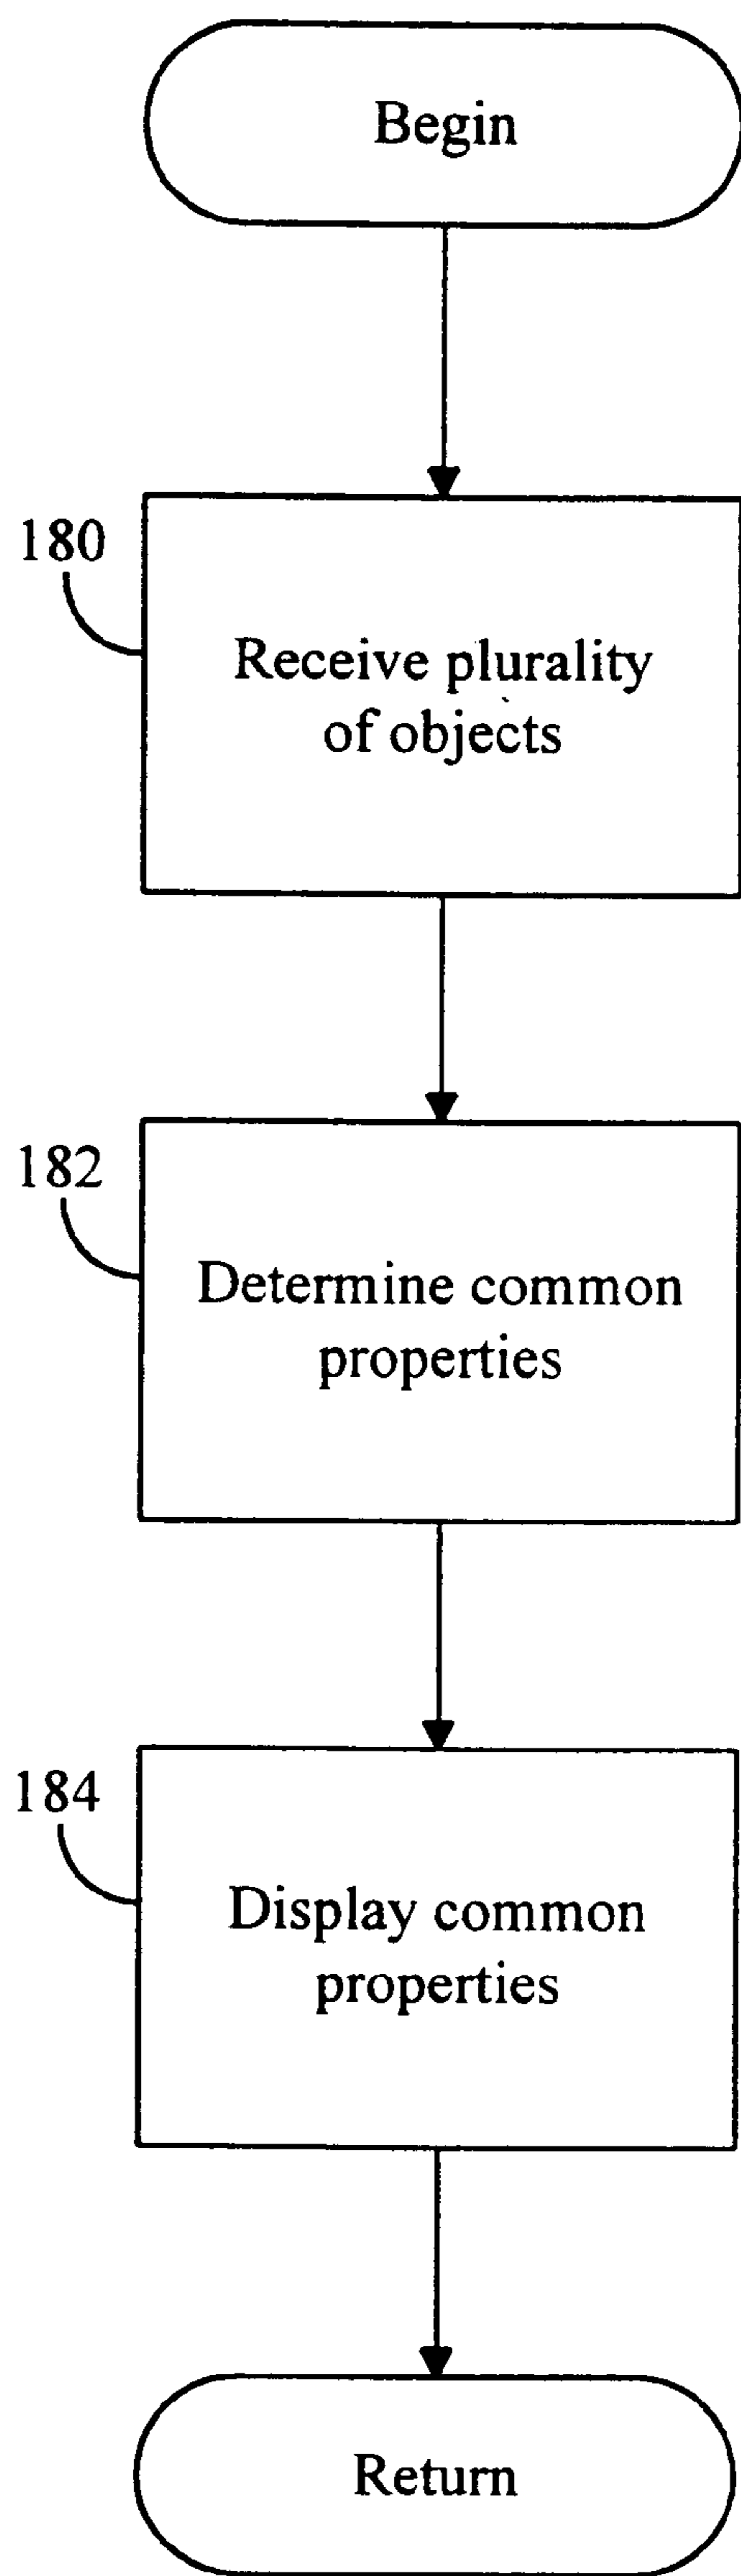 Begin
180
Receive plurality
of objects
182
Determine common
properties
184
Display common
properties
Return